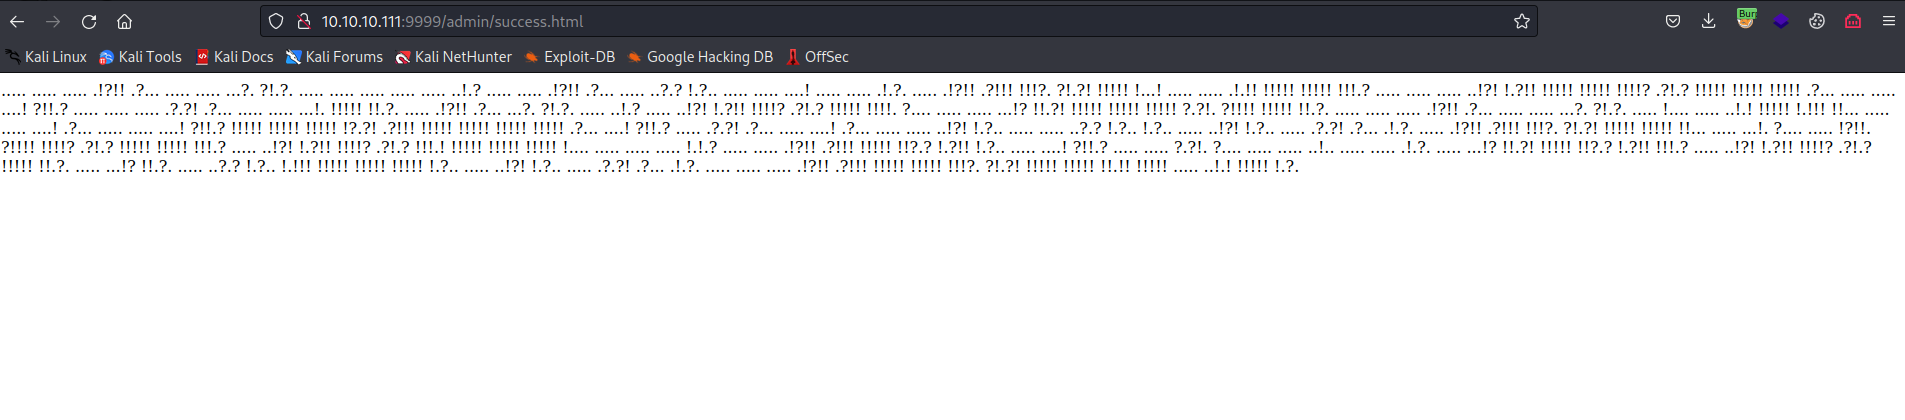 10.10.10.111:9999/admin/success.html
Burp
Kali Linux Kali Tools Kali Docs Kali Forums Kali NetHunter Exploit-DB Google Hacking DB OffSec
..... ..... ..... .!?!! .?... ..... ..... ...?. ?!.?. ..... ..... ..... ..... ..... ..!.? ..... ..... .!?!! .?... ..... ..?.? !.?.. ..... ..... ....! ..... ..... .!.?. ..... .!?!! .?!!! !!!?. ?!.?! !!!!! !...! ..... ..... .!.!! !!!!! !!!!! !!!.? ..... ..... ..... ..!?! !.?!! !!!!! !!!!! !!!!? .?!.? !!!!! !!!!! !!!!! .?... ..... .....
....! ?!!.? ..... ..... ..... .?.?! .?... ..... ..... ...!. !!!!! !!.?. ..... .!?!! .?... ...?. ?!.?. ..... ..!.? ..... ..!?! !.?!! !!!!? .?!.? !!!!! !!!!. ?.... ..... ..... ...!? !!.?! !!!!! !!!!! !!!!! ?.?!. ?!!!! !!!!! !!.?. ..... ..... ..... .!?!! .?... ..... ..... ...?. ?!.?. ..... !.... ..... ..!.! !!!!! !.!!! !!... .....
..... ....! .?... ..... ..... ....! ?!!.? !!!!! !!!!! !!!!! !?.?! .?!!! !!!!! !!!!! !!!!! !!!!! .?... ....! ?!!.? ..... .?.?! .?... ..... ....! .?... ..... ..... ..!?! !.?.. ..... ..... ..?.? !.?.. !.?.. ..... ..!?! !.?.. ..... .?.?! .?... .!.?. ..... .!?!! .?!!! !!!?. ?!.?! !!!!! !!!!! !!... ..... ...!. ?.... ..... !?!!.
?!!!! !!!!? .?!.? !!!!! !!!!! !!!.? ..... ..!?! !.?!! !!!!? .?!.? !!!.! !!!!! !!!!! !!!!! !.... ..... ..... ..... !.!.? ..... ..... .!?!! .?!!! !!!!! !!?.? !.?!! !.?.. ..... ....! ?!!.? ..... ..... ?.?!. ?.... ..... ..... ..!.. ..... ..... .!.?. ..... ...!? !!.?! !!!!! !!?.? !.?!! !!!.? ..... ..!?! !.?!! !!!!? .?!.?
!!!!! !!.?. ..... ...!? !!.?. ..... ..?.? !.?.. !.!!! !!!!! !!!!! !!!!! !.?.. ..... ..!?! !.?.. ..... .?.?! .?... .!.?. ..... ..... ..... .!?!! .?!!! !!!!! !!!!! !!!?. ?!.?! !!!!! !!!!! !!.!! !!!!! ..... ..!.! !!!!! !.?.